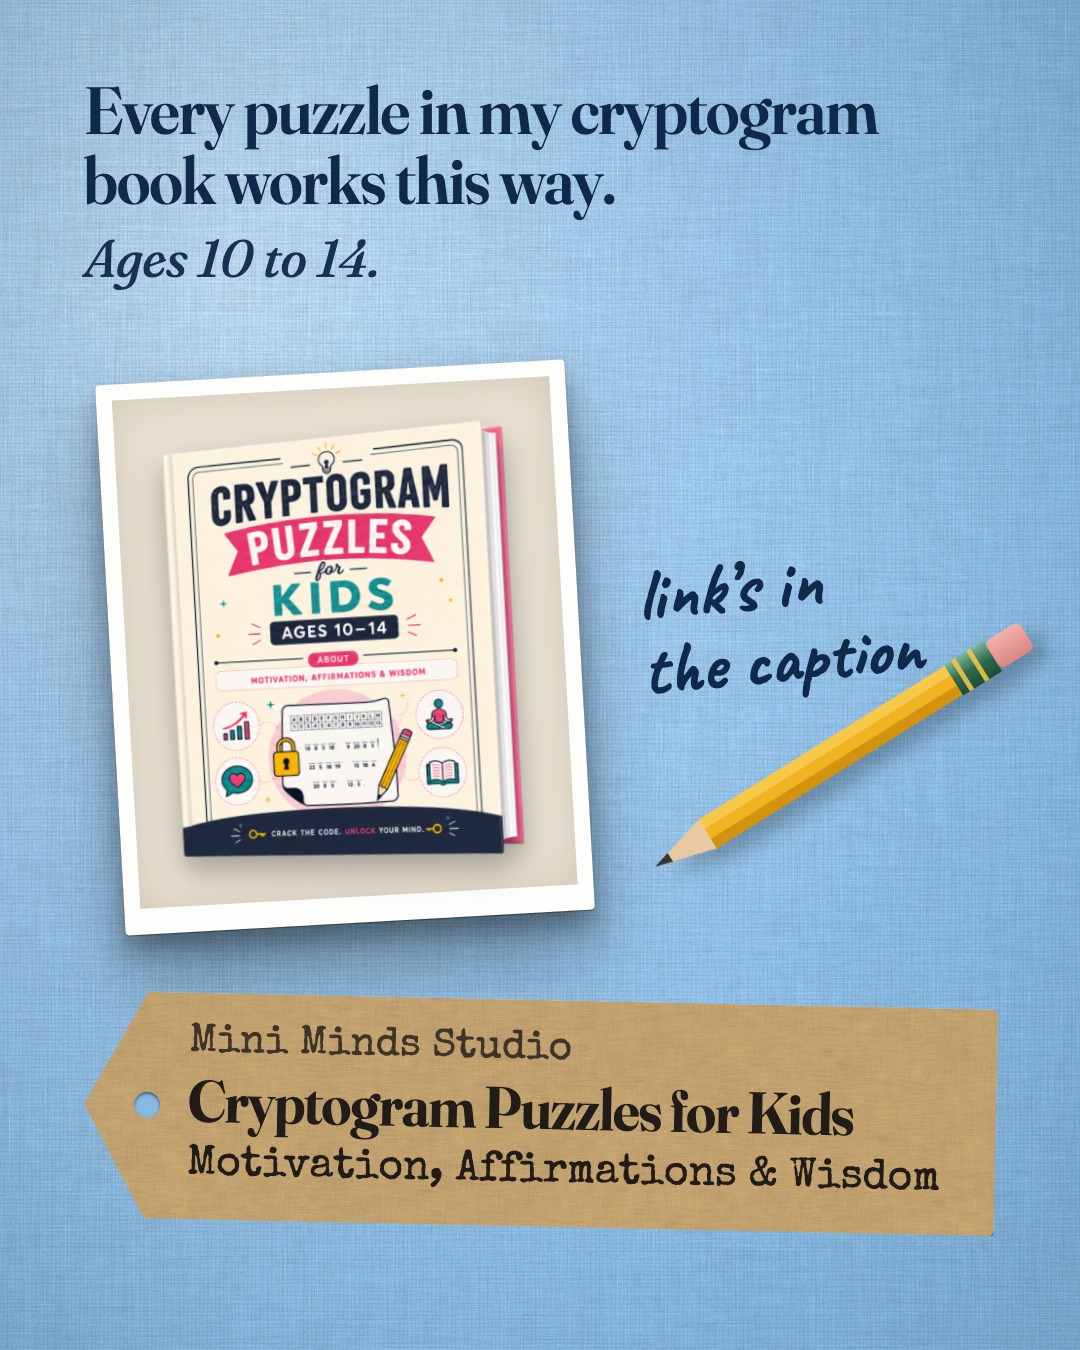 Every puzzle in my cryptogram
book works this way.
Ages 10 to 14.
CRYPTOGRAM
PUZZLES
for
KIDS
AGES 10–14
ABOUT
MOTIVATION, AFFIRMATIONS & WISDOM
CRACK THE CODE. UNLOCK YOUR MIND.
link's in
the caption
Mini Minds Studio
Cryptogram Puzzles for Kids
Motivation, Affirmations & Wisdom